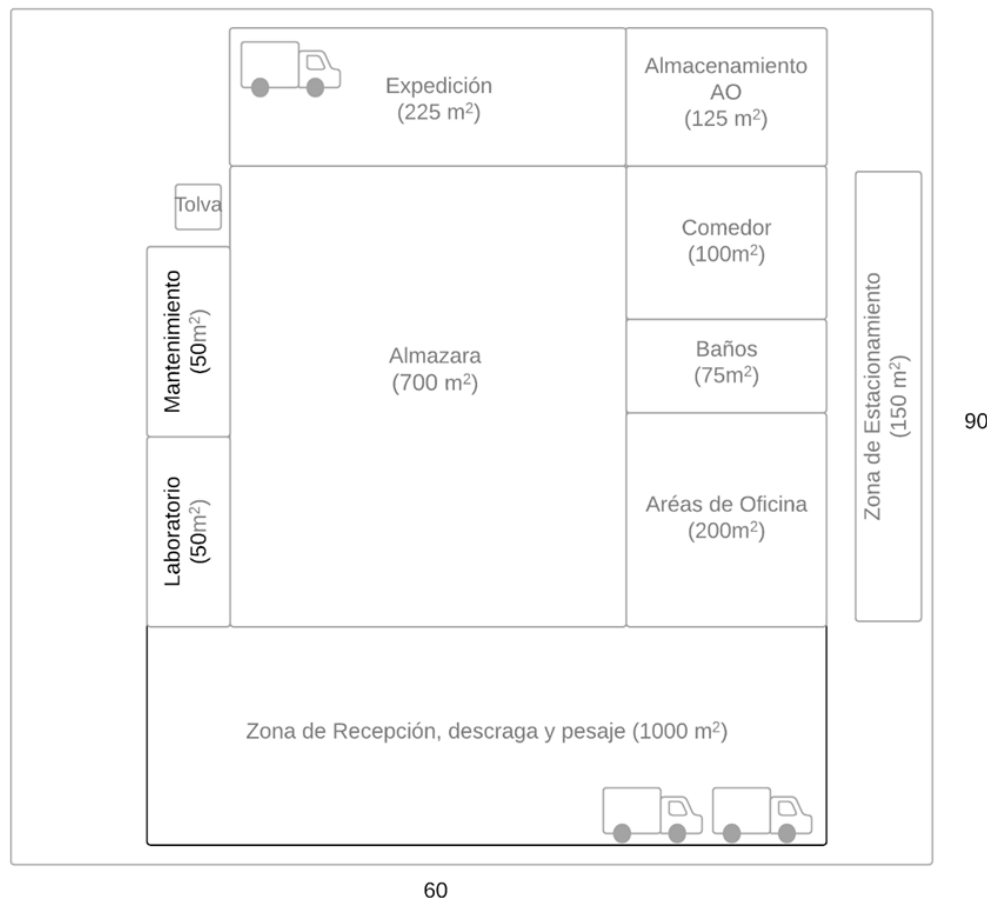 Expedición
(225 m²)
Almacenamiento
AO
(125 m²)
Tolva
Comedor
(100m²)
Mantenimiento
(50m²)
Almazara
(700 m²)
Baños
(75m²)
Zona de Estacionamiento
(150 m²)
90
Laboratorio
(50m²)
Aréas de Oficina
(200m²)
Zona de Recepción, descraga y pesaje (1000 m²)
60